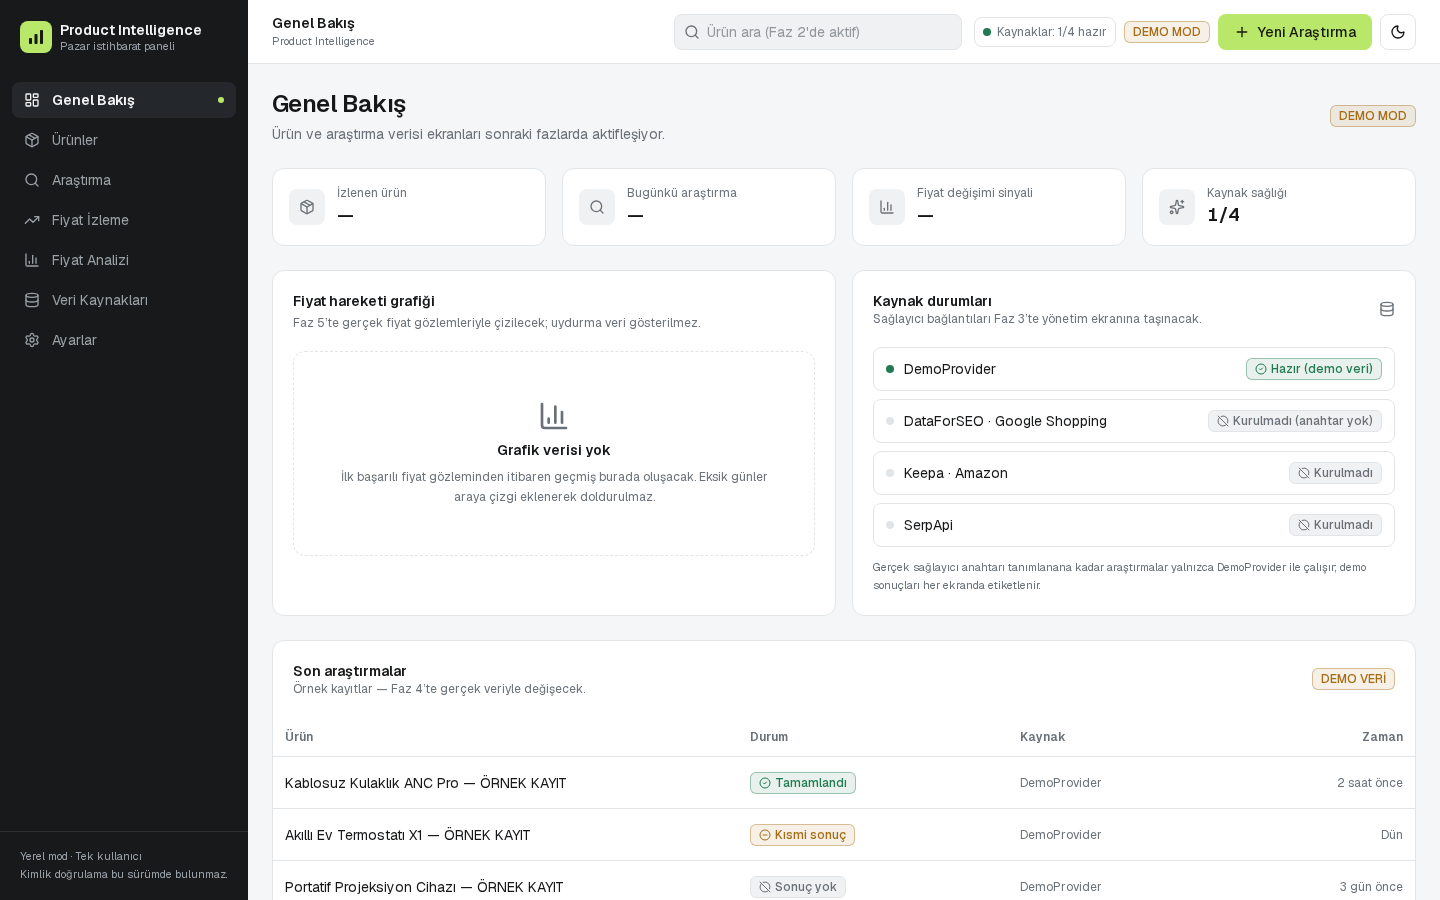 Product Intelligence
Pazar istihbarat paneli
Genel Bakış
Ürünler
Araştırma
Fiyat İzleme
Fiyat Analizi
Veri Kaynakları
Ayarlar
Yerel mod · Tek kullanıcı
Kimlik doğrulama bu sürümde bulunmaz.
Genel Bakış
Product Intelligence
Ürün ara (Faz 2'de aktif)
Kaynaklar: 1/4 hazır
DEMO MOD
Yeni Araştırma
Genel Bakış
Ürün ve araştırma verisi ekranları sonraki fazlarda aktifleşiyor.
DEMO MOD
İzlenen ürün
—
Bugünkü araştırma
—
Fiyat değişimi sinyali
—
Kaynak sağlığı
1/4
Fiyat hareketi grafiği
Faz 5'te gerçek fiyat gözlemleriyle çizilecek; uydurma veri gösterilmez.
Grafik verisi yok
İlk başarılı fiyat gözleminden itibaren geçmiş burada oluşacak. Eksik günler
araya çizgi eklenerek doldurulmaz.
Kaynak durumları
Sağlayıcı bağlantıları Faz 3'te yönetim ekranına taşınacak.
DemoProvider
Hazır (demo veri)
DataForSEO · Google Shopping
Kurulmadı (anahtar yok)
Keepa · Amazon
Kurulmadı
SerpApi
Kurulmadı
Gerçek sağlayıcı anahtarı tanımlanana kadar araştırmalar yalnızca DemoProvider ile çalışır; demo
sonuçları her ekranda etiketlenir.
Son araştırmalar
Örnek kayıtlar — Faz 4'te gerçek veriyle değişecek.
DEMO VERİ
Ürün Durum Kaynak Zaman
Kablosuz Kulaklık ANC Pro — ÖRNEK KAYIT Tamamlandı DemoProvider 2 saat önce
Akıllı Ev Termostatı X1 — ÖRNEK KAYIT Kısmi sonuç DemoProvider Dün
Portatif Projeksiyon Cihazı — ÖRNEK KAYIT Sonuç yok DemoProvider 3 gün önce